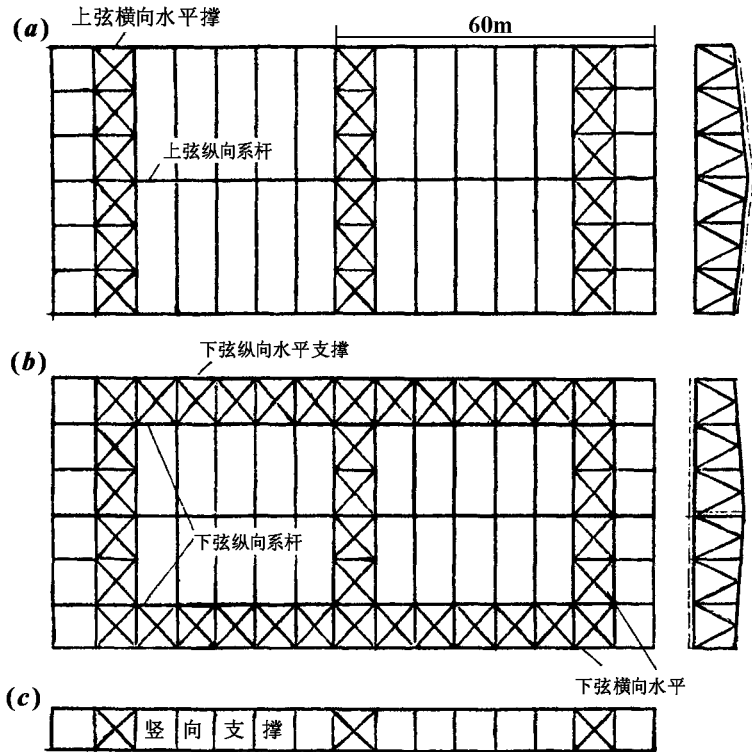 (a)
上弦横向水平撑
60m
上弦纵向系杆
(b)
下弦纵向水平支撑
下弦纵向系杆
下弦横向水平
(c)
竖向支撑